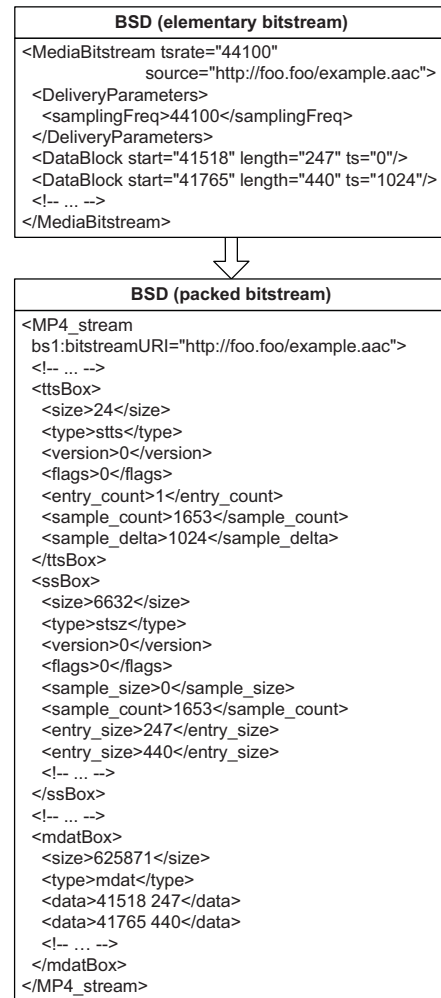 BSD (elementary bitstream)
<MediaBitstream tsrate="44100"
source="http://foo.foo/example.aac">
<DeliveryParameters>
<samplingFreq>44100</samplingFreq>
</DeliveryParameters>
<DataBlock start="41518" length="247" ts="0"/>
<DataBlock start="41765" length="440" ts="1024"/>
<!-- ... -->
</MediaBitstream>
BSD (packed bitstream)
<MP4_stream
bs1:bitstreamURI="http://foo.foo/example.aac">
<!-- ... -->
<ttsBox>
<size>24</size>
<type>stts</type>
<version>0</version>
<flags>0</flags>
<entry_count>1</entry_count>
<sample_count>1653</sample_count>
<sample_delta>1024</sample_delta>
</ttsBox>
<ssBox>
<size>6632</size>
<type>stsz</type>
<version>0</version>
<flags>0</flags>
<sample_size>0</sample_size>
<sample_count>1653</sample_count>
<entry_size>247</entry_size>
<entry_size>440</entry_size>
<!-- ... -->
</ssBox>
<!-- ... -->
<mdatBox>
<size>625871</size>
<type>mdat</type>
<data>41518 247</data>
<data>41765 440</data>
<!-- ... -->
</mdatBox>
</MP4_stream>